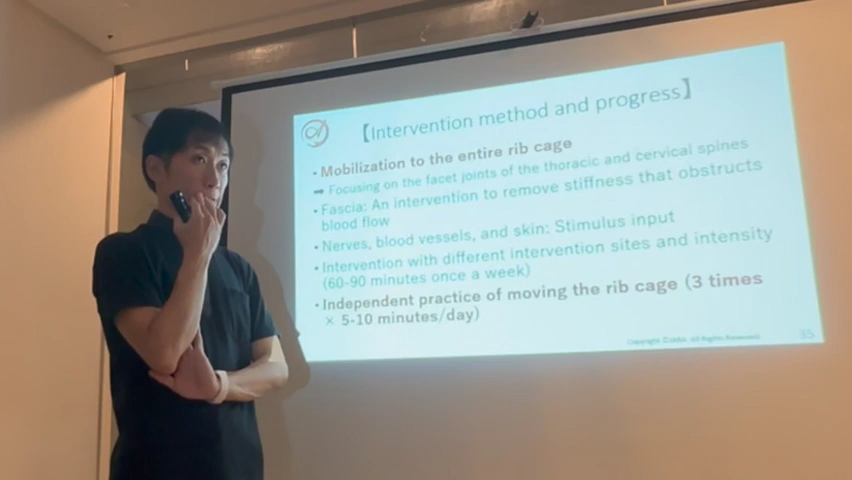 【Intervention method and progress】
・Mobilization to the entire rib cage
➡ Focusing on the facet joints of the thoracic and cervical spines
・Fascia: An intervention to remove stiffness that obstructs
blood flow
・Nerves, blood vessels, and skin: Stimulus input
・Intervention with different intervention sites and intensity
(60-90 minutes once a week)
・Independent practice of moving the rib cage (3 times
× 5-10 minutes/day)
All Rights Reserved.
35